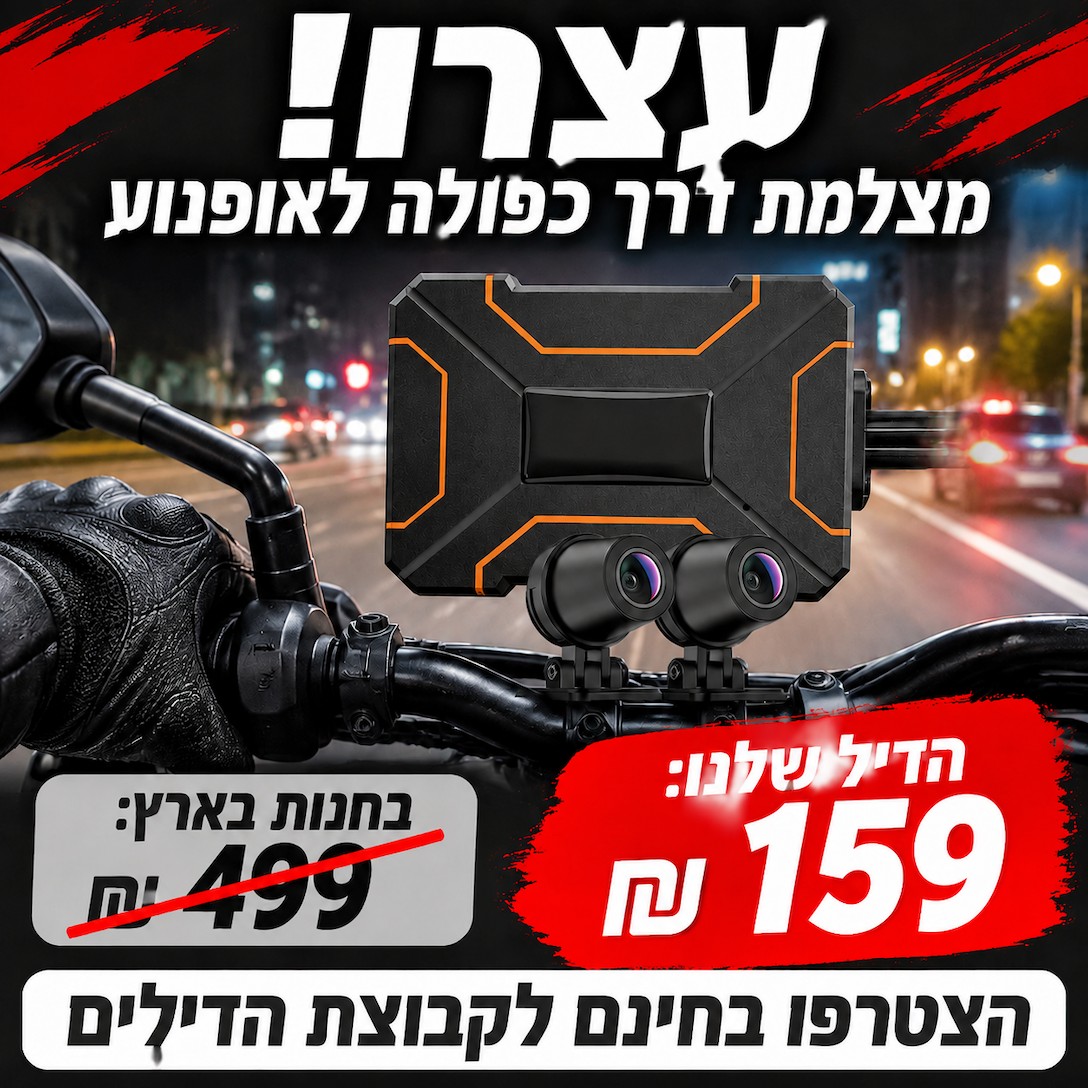 עצרו!
מצלמת דרך כפולה לאופנוע
בחנות בארץ:
499 ₪
הדיל שלנו:
159 ₪
הצטרפו בחינם לקבוצת הדילים